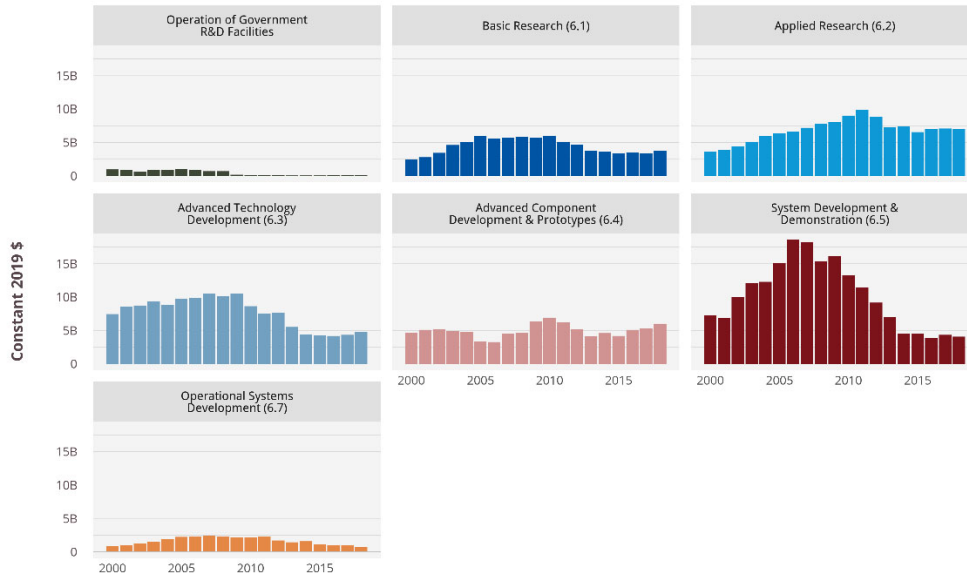 Operation of Government
R&D Facilities
Basic Research (6.1)
Applied Research (6.2)
15B
10B
5B
0
Advanced Technology
Development (6.3)
Advanced Component
Development & Prototypes (6.4)
System Development &
Demonstration (6.5)
Constant 2019 $
15B
10B
5B
0
2000 2005 2010 2015
2000 2005 2010 2015
Operational Systems
Development (6.7)
15B
10B
5B
0
2000 2005 2010 2015